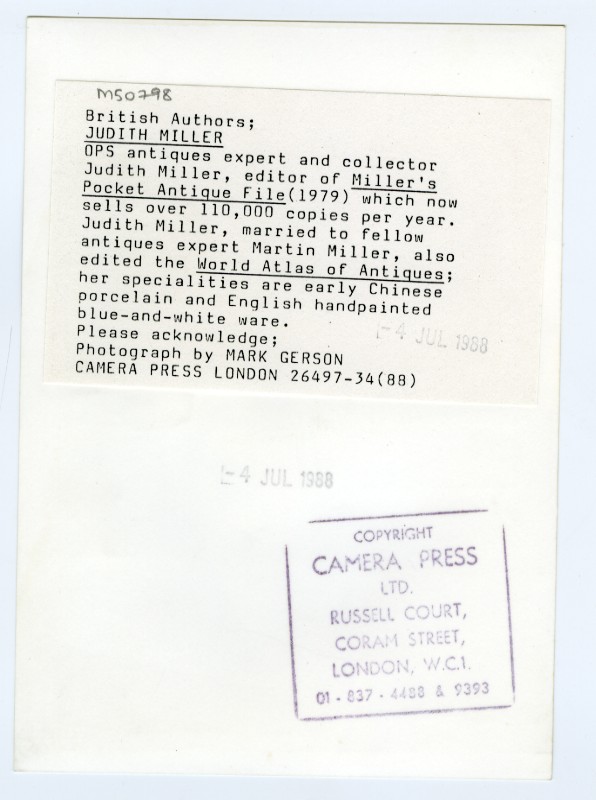 M50798
British Authors;
JUDITH MILLER
OPS antiques expert and collector
Judith Miller, editor of Miller's
Pocket Antique File(1979) which now
sells over 110,000 copies per year.
Judith Miller, married to fellow
antiques expert Martin Miller, also
edited the World Atlas of Antiques;
her specialities are early Chinese
porcelain and English handpainted
blue-and-white ware.
Please acknowledge;
Photograph by MARK GERSON
CAMERA PRESS LONDON 26497-34(88)
-4 JUL 1988
-4 JUL 1988
COPYRIGHT
CAMERA PRESS
LTD.
RUSSELL COURT,
CORAM STREET,
LONDON, W.C.1.
01-837-4488 & 9393